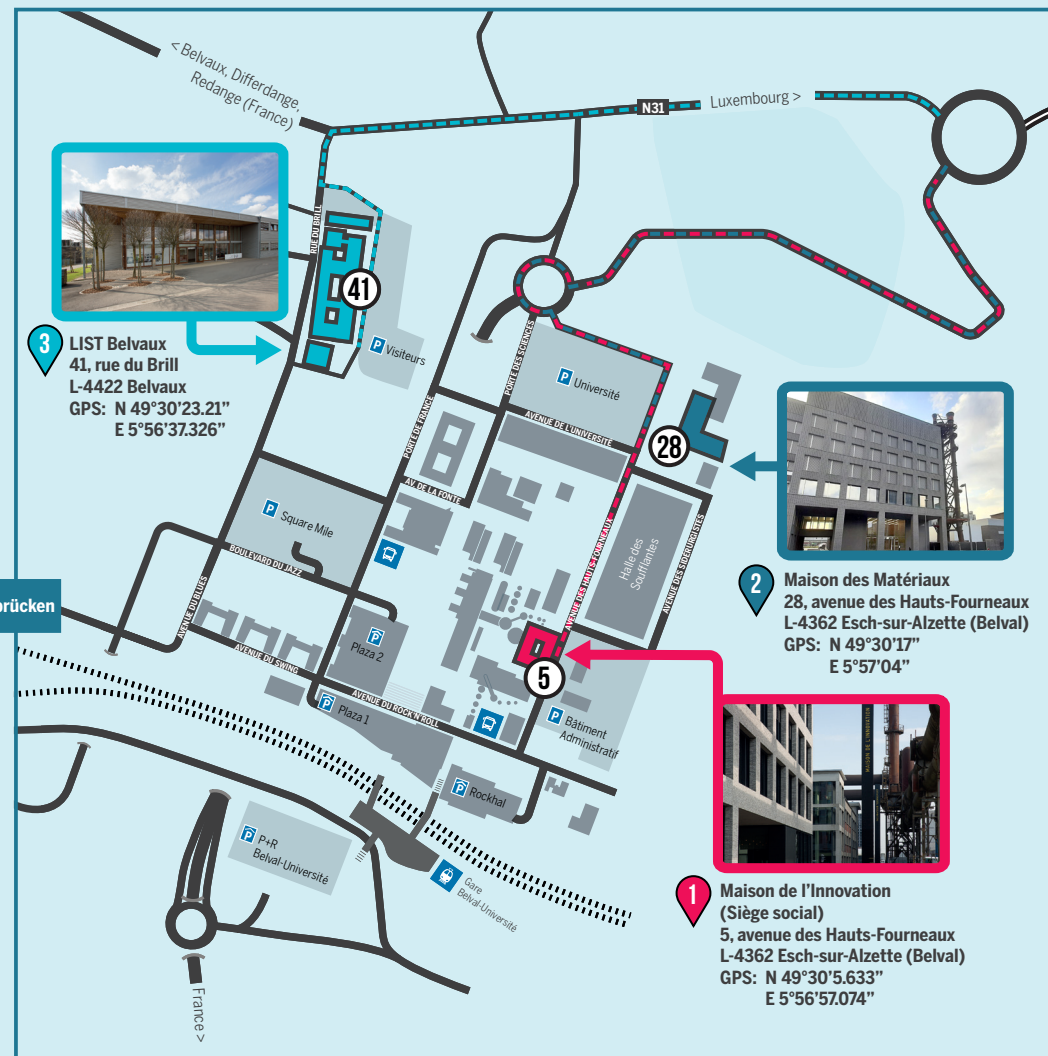 < Belvaux, Differdange,
Redange (France)
N31
Luxembourg >
RUE DU BRILL
41
3
LIST Belvaux
41, rue du Brill
L-4422 Belvaux
GPS: N 49°30'23.21”
E 5°56'37.326”
P Visiteurs
PORTE DES SCIENCES
P Université
AVENUE DE L'UNIVERSITÉ
28
PORTE DE FRANCE
AV. DE LA FONTE
P Square Mile
BOULEVARD DU JAZZ
AVENUE DU BLUES
AVENUE DES HAUTS-FOURNEAUX
Halle des
Soufflantes
AVENUE DES SIDÉRURGISTES
2
Maison des Matériaux
28, avenue des Hauts-Fourneaux
L-4362 Esch-sur-Alzette (Belval)
GPS: N 49°30'17”
E 5°57'04”
brücken
P
Plaza 2
AVENUE DU SWING
AVENUE DU ROCK'N'ROLL
5
P Plaza 1
P Bâtiment
Administratif
P Rockhal
P P+R
Belval-Université
Gare
Belval-Université
France >
MAISON DE L'INNOVATION
1
Maison de l'Innovation
(Siège social)
5, avenue des Hauts-Fourneaux
L-4362 Esch-sur-Alzette (Belval)
GPS: N 49°30'5.633”
E 5°56'57.074”